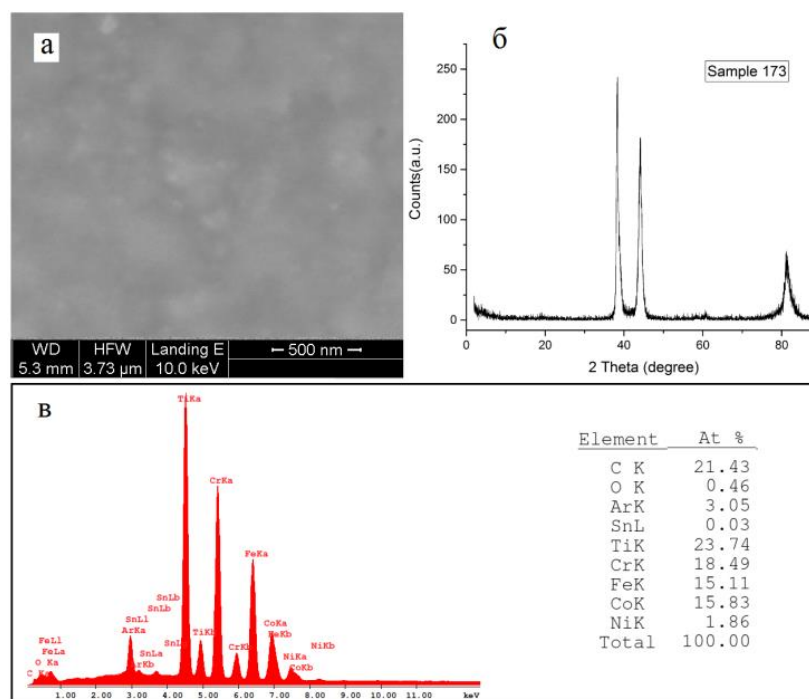 а
WD HFW Landing E
5.3 mm 3.73 µm 10.0 keV 500 nm
б
Sample 173
Counts(a.u.)
250
200
150
100
50
0
0 20 40 60 80
2 Theta (degree)
в
TiKa
CrKa
FeKa
SnLb
SnLb
SnLl
ArKa
SnL
TiKb
CoKa
FeKb
FeLl
FeLa
O Ka
C Ka
SnLa
ArKb
CrKb
NiKb
NiKa
CoKb
1.00 2.00 3.00 4.00 5.00 6.00 7.00 8.00 9.00 10.00 11.00
keV
Element At %
C K 21.43
O K 0.46
ArK 3.05
SnL 0.03
TiK 23.74
CrK 18.49
FeK 15.11
CoK 15.83
NiK 1.86
Total 100.00